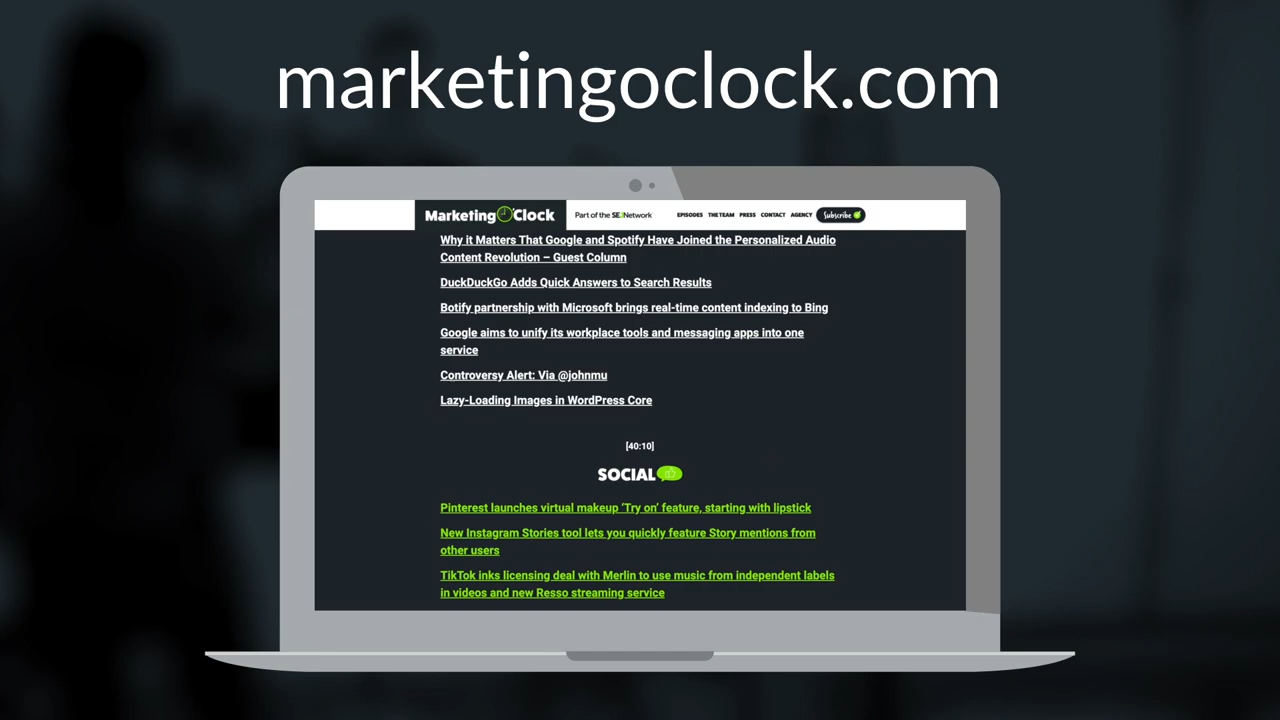 marketingoclock.com
Marketing O'Clock
Part of the SEJ Network
EPISODES THE TEAM PRESS CONTACT AGENCY Subscribe
Why it Matters That Google and Spotify Have Joined the Personalized Audio
Content Revolution – Guest Column
DuckDuckGo Adds Quick Answers to Search Results
Botify partnership with Microsoft brings real-time content indexing to Bing
Google aims to unify its workplace tools and messaging apps into one
service
Controversy Alert: Via @johnmu
Lazy-Loading Images in WordPress Core
[40:10]
SOCIAL
Pinterest launches virtual makeup ‘Try on’ feature, starting with lipstick
New Instagram Stories tool lets you quickly feature Story mentions from
other users
TikTok inks licensing deal with Merlin to use music from independent labels
in videos and new Resso streaming service